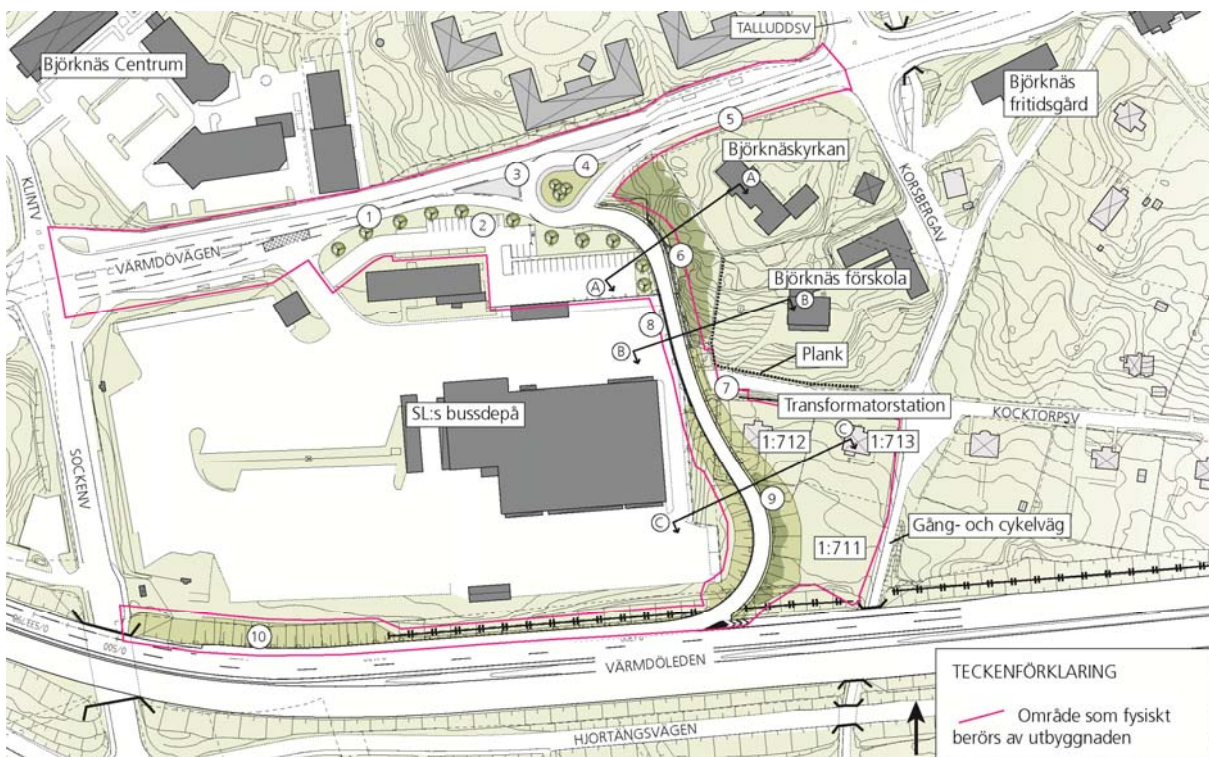 TALLUDDSV
Björknäs Centrum
Björknäs
fritidsgård
5
Björknäskyrkan
4
3
A
KLINTV
KORSBERGAV
1
2
VÄRMDÖVÄGEN
6
Björknäs förskola
A
B
8
B
Plank
7
Transformatorstation
SL:s bussdepå
KOCKTORPSV
1:712
C
1:713
SOCKENV
9
C
Gång- och cykelväg
1:711
10
VÄRMDÖLEDEN
TECKENFÖRKLARING
Område som fysiskt
berörs av utbyggnaden
HJORTÄNGSVÄGEN